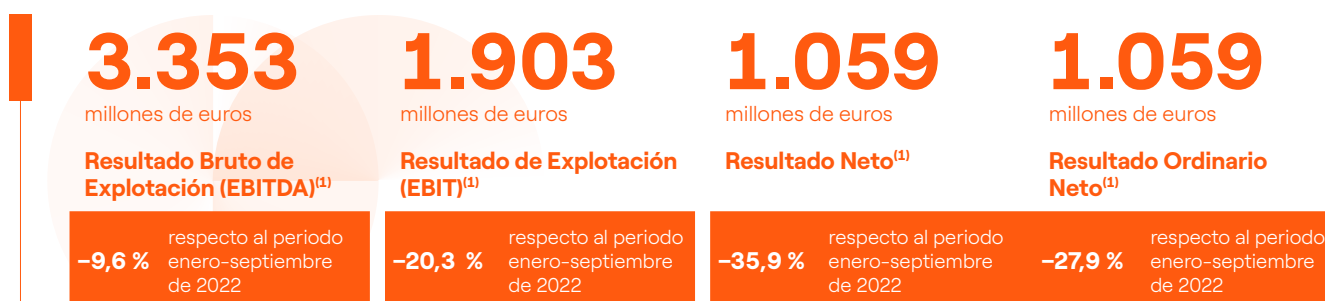 3.353
millones de euros
Resultado Bruto de
Explotación (EBITDA)(1)
–9,6 %
respecto al periodo
enero-septiembre
de 2022
1.903
millones de euros
Resultado de Explotación
(EBIT)(1)
–20,3 %
respecto al periodo
enero-septiembre
de 2022
1.059
millones de euros
Resultado Neto(1)
–35,9 %
respecto al periodo
enero-septiembre
de 2022
1.059
millones de euros
Resultado Ordinario
Neto(1)
–27,9 %
respecto al periodo
enero-septiembre
de 2022